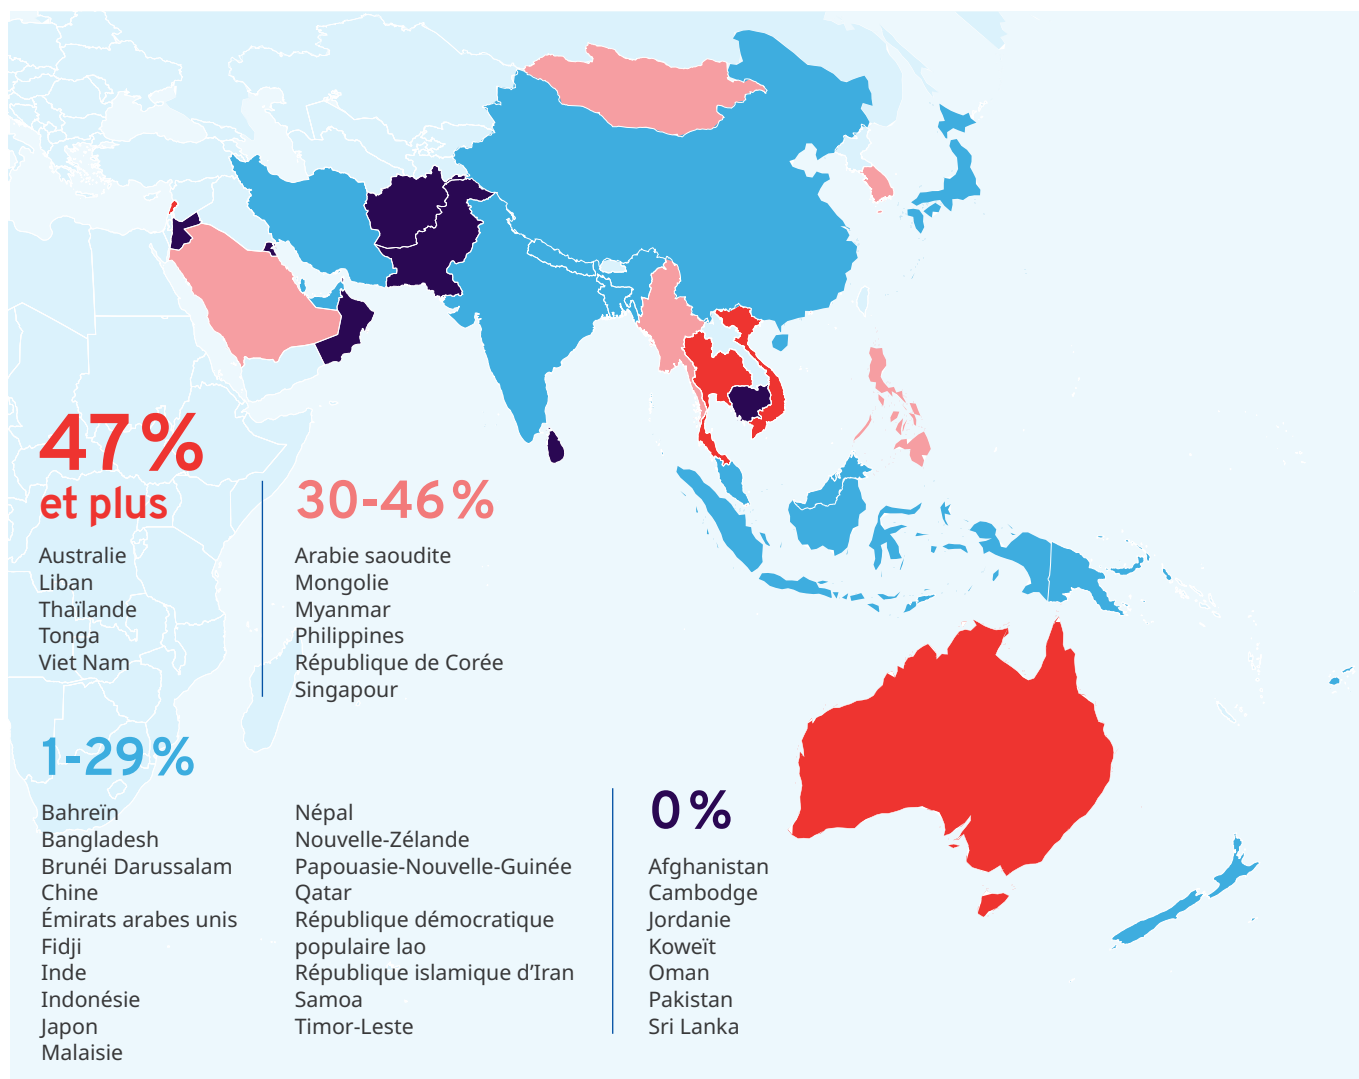 47 %
et plus
Australie
Liban
Thaïlande
Tonga
Viet Nam
30-46 %
Arabie saoudite
Mongolie
Myanmar
Philippines
République de Corée
Singapour
1-29 %
Bahreïn
Bangladesh
Brunéi Darussalam
Chine
Émirats arabes unis
Fidji
Inde
Indonésie
Japon
Malaisie
Népal
Nouvelle-Zélande
Papouasie-Nouvelle-Guinée
Qatar
République démocratique
populaire lao
République islamique d’Iran
Samoa
Timor-Leste
0 %
Afghanistan
Cambodge
Jordanie
Koweït
Oman
Pakistan
Sri Lanka